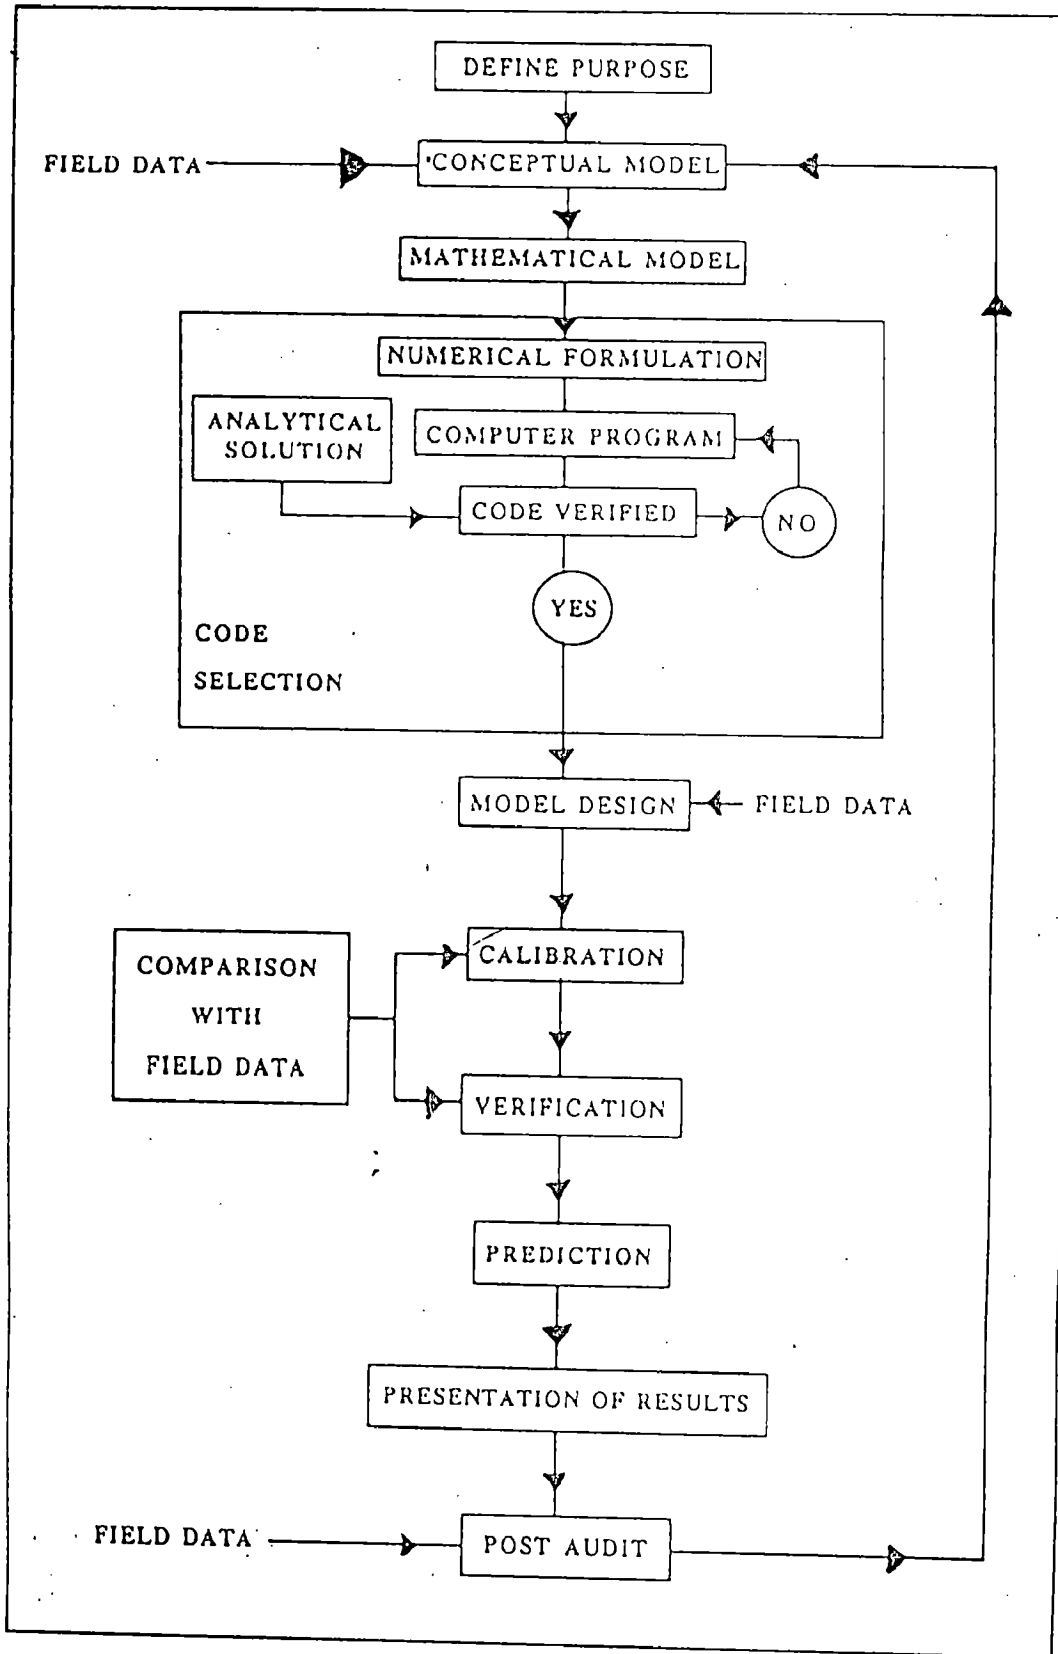 DEFINE PURPOSE
FIELD DATA
CONCEPTUAL MODEL
MATHEMATICAL MODEL
NUMERICAL FORMULATION
ANALYTICAL
SOLUTION
COMPUTER PROGRAM
CODE VERIFIED
NO
YES
CODE
SELECTION
MODEL DESIGN
FIELD DATA
COMPARISON
WITH
FIELD DATA
CALIBRATION
VERIFICATION
PREDICTION
PRESENTATION OF RESULTS
FIELD DATA
POST AUDIT